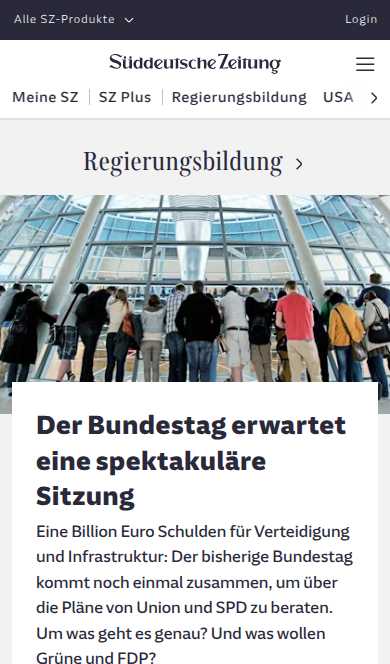 Alle SZ-Produkte
Login
Süddeutsche Zeitung
Meine SZ
SZ Plus
Regierungsbildung
USA
Regierungsbildung
Der Bundestag erwartet
eine spektakuläre
Sitzung
Eine Billion Euro Schulden für Verteidigung
und Infrastruktur: Der bisherige Bundestag
kommt noch einmal zusammen, um über
die Pläne von Union und SPD zu beraten.
Um was geht es genau? Und was wollen
Grüne und FDP?